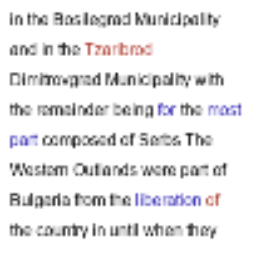 in the Bosilegrad Municipality
and in the Tzaribrod
Dimitrovgrad Municipality with
the remainder being for the most
part composed of Serbs The
Western Outlands were part of
Bulgaria from the liberation of
the country in until when they